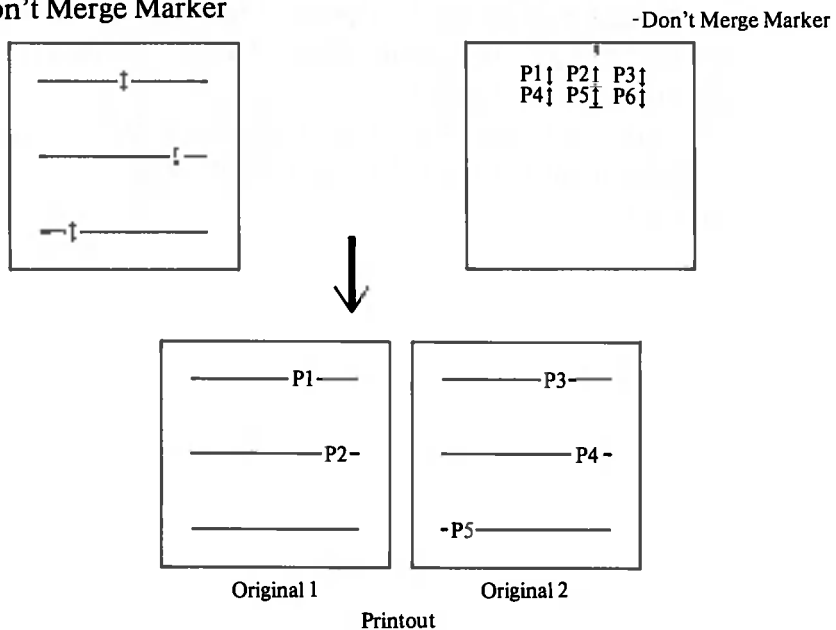 on't Merge Marker
-Don't Merge Marker
P1↕ P2↑ P3↕
P4↕ P5↕ P6↕
P1
P2
P3
P4
P5
Original 1
Original 2
Printout